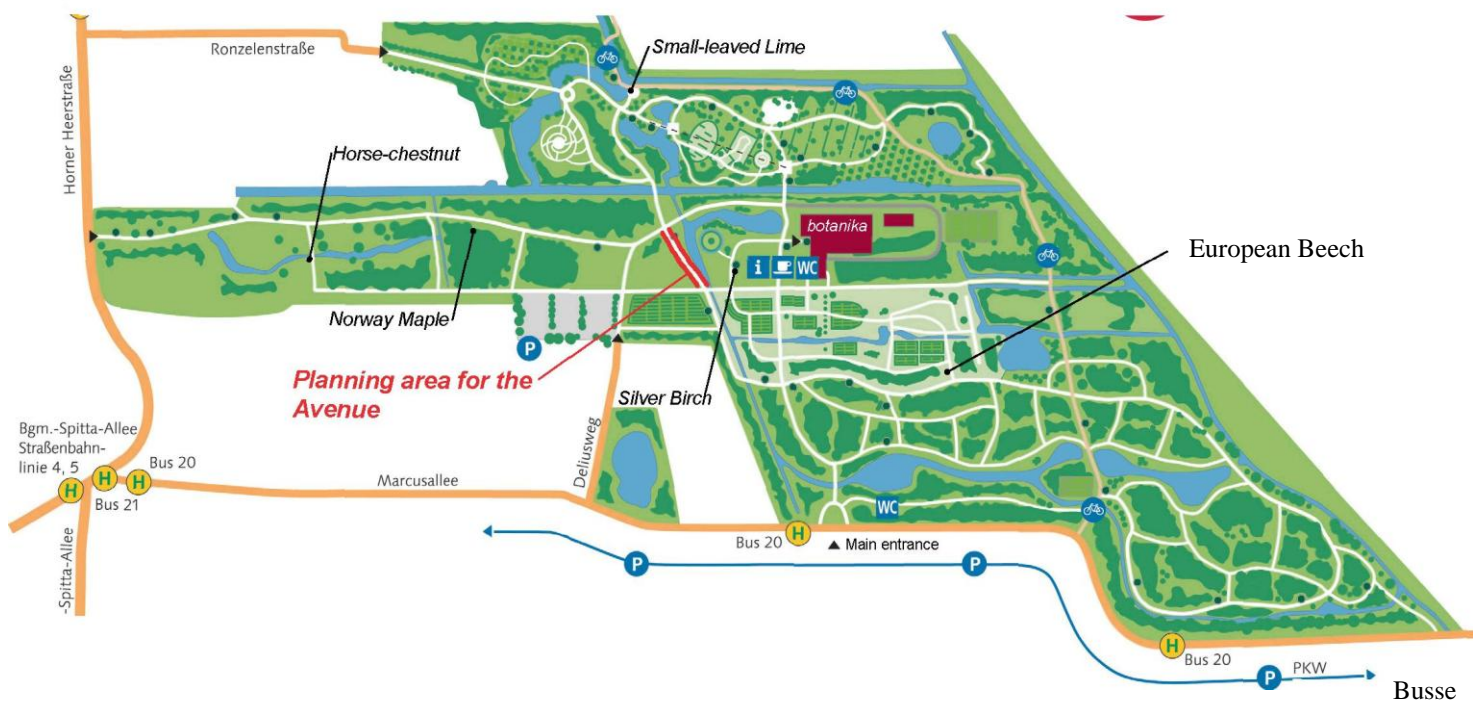 Ronzelenstraße
Small-leaved Lime
Horner Heerstraße
Horse-chestnut
botanika
i
WC
European Beech
Norway Maple
P
Planning area for the
Avenue
Silver Birch
Bgm.-Spitta-Allee
Straßenbahn-
linie 4, 5
H
H
Bus 20
H
Bus 21
Marcusallee
Deliusweg
WC
-Spitta-Allee
Bus 20
H
Main entrance
P
P
H
Bus 20
P
PKW
Busse